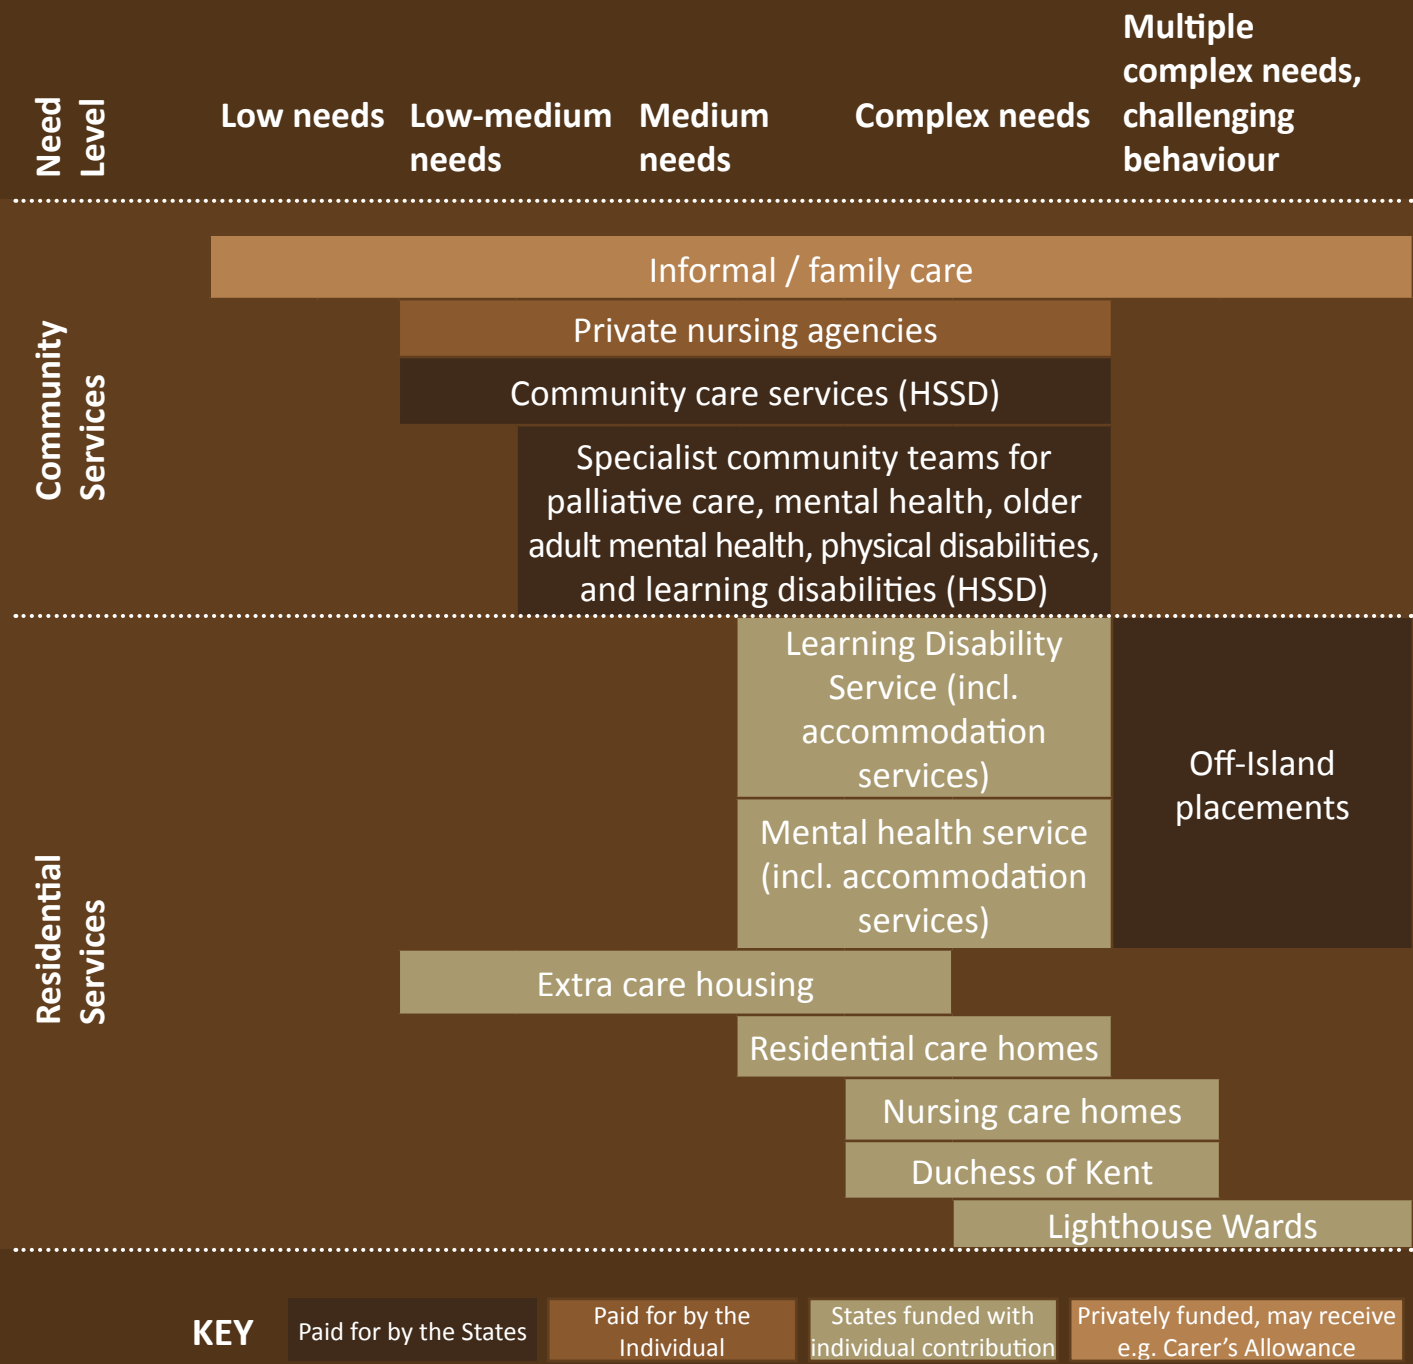 Need
Level
Low needs
Low-medium
needs
Medium
needs
Complex needs
Multiple
complex needs,
challenging
behaviour
Community
Services
Informal / family care
Private nursing agencies
Community care services (HSSD)
Specialist community teams for
palliative care, mental health, older
adult mental health, physical disabilities,
and learning disabilities (HSSD)
Residential
Services
Learning Disability
Service (incl.
accommodation
services)
Off-Island
placements
Mental health service
(incl. accommodation
services)
Extra care housing
Residential care homes
Nursing care homes
Duchess of Kent
Lighthouse Wards
KEY
Paid for by the States
Paid for by the
Individual
States funded with
individual contribution
Privately funded, may receive
e.g. Carer's Allowance